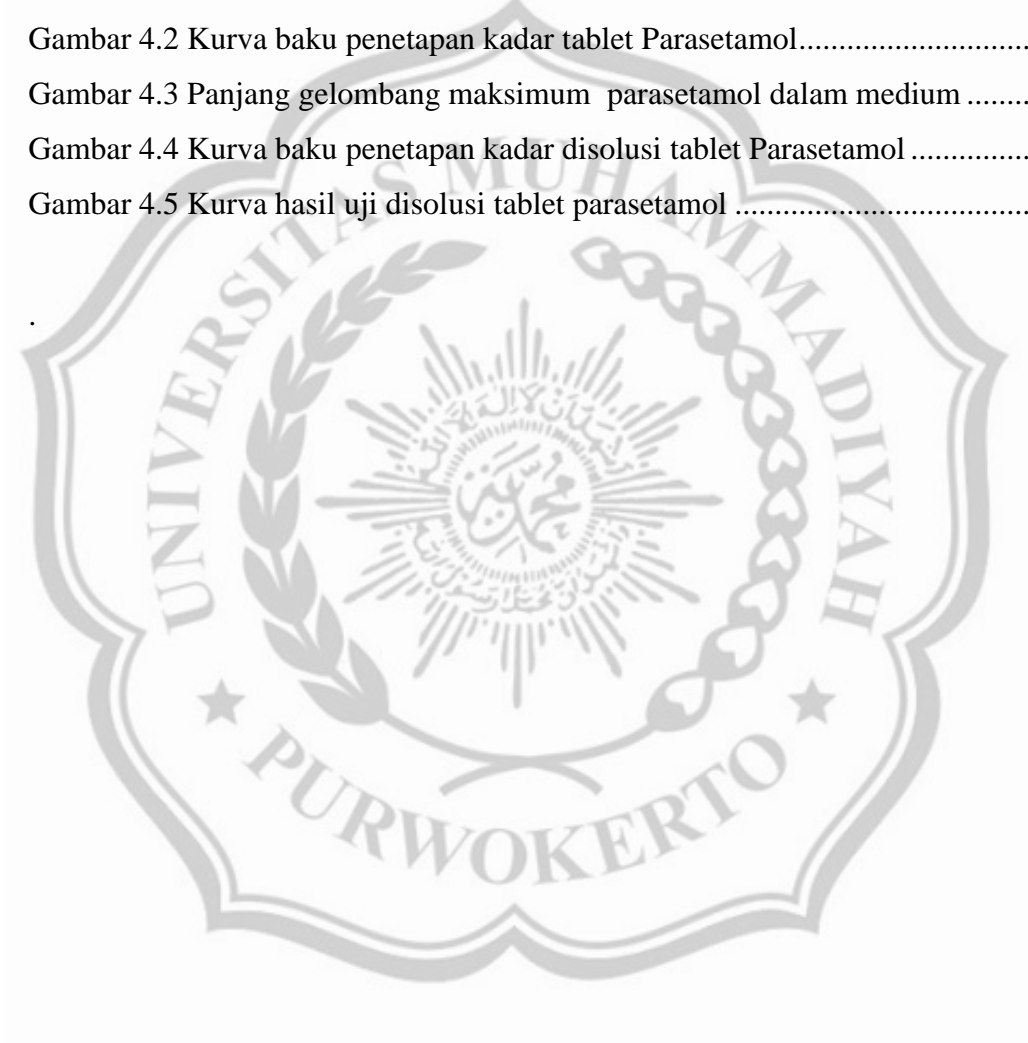 Gambar 4.2 Kurva baku penetapan kadar tablet Parasetamol.............................
Gambar 4.3 Panjang gelombang maksimum  parasetamol dalam medium ........
Gambar 4.4 Kurva baku penetapan kadar disolusi tablet Parasetamol ...............
Gambar 4.5 Kurva hasil uji disolusi tablet parasetamol .....................................
.
UNIVERSITAS MUHAMMADIYAH
PURWOKERTO